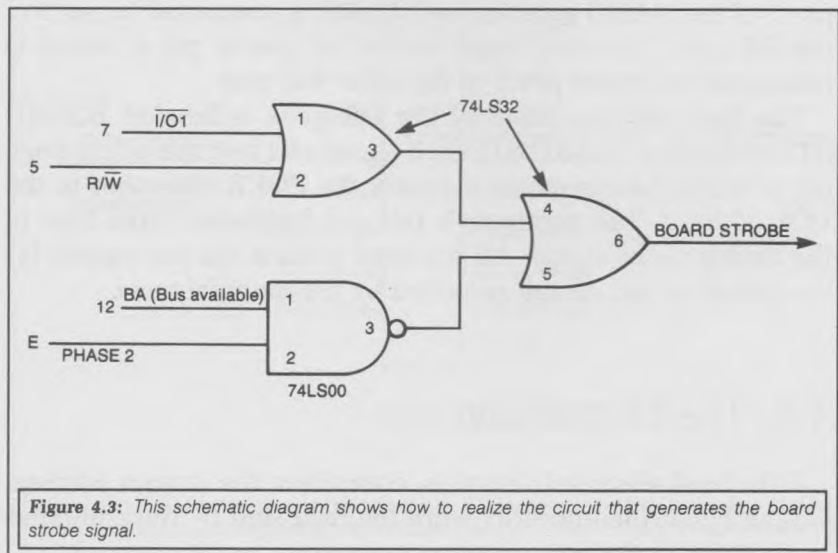 74LS32
7
I/O1
1
3
5
R/W
2
4
6
BOARD STROBE
5
12
BA (Bus available)
1
3
E
PHASE 2
2
74LS00
Figure 4.3: This schematic diagram shows how to realize the circuit that generates the board
strobe signal.